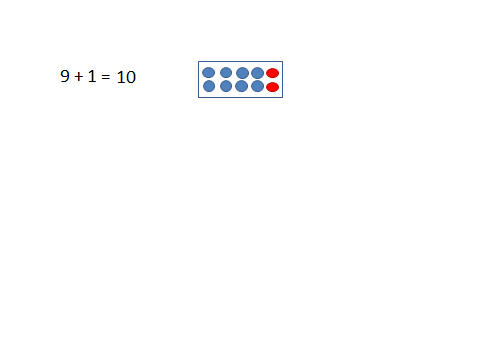 9 + 1 = 10